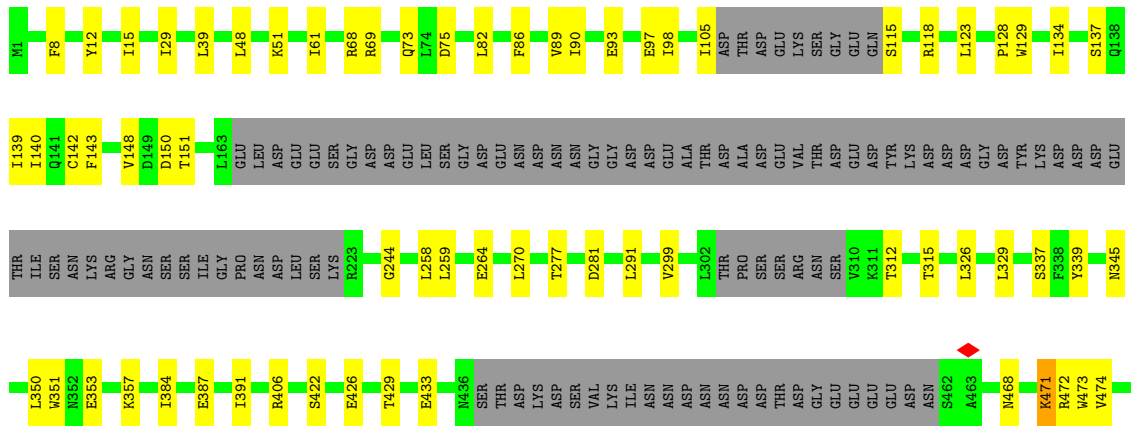 M1 F8 Y12 I15 I29 L39 L48 K51 I61 R68 R69 Q73 L74 D75 L82 F86 V89 I90 E93 E97 I98 I105 ASP THR ASP GLU LYS SER GLY GLU GLN S115 R118 L123 P128 W129 I134 S137 Q138
I139 I140 Q141 C142 F143 V148 D149 D150 T151 L163 GLU LEU ASP GLU GLU SER GLY ASP ASP GLU LEU SER GLY ASP GLU ASN ASP ASN ASN GLY GLY ASP ASP GLU ALA THR ASP ALA ASP GLU VAL THR ASP GLU ASP TYR LYS ASP ASP ASP GLY ASP TYR LYS ASP ASP ASP GLU
THR ILE SER ASN LYS ARG GLY ASN SER SER ILE GLY PRO ASN ASP LEU SER LYS R223 G244 L258 L259 E264 L270 T277 D281 L291 V299 L302 THR PRO SER SER ARG ASN SER V310 K311 T312 T315 L326 L329 S337 F338 Y339 N345
L350 W351 N352 E353 K357 I384 E387 I391 R406 S422 E426 T429 E433 N436 SER THR ASP LYS ASP SER VAL LYS ILE ASN ASN ASP ASN ASN ASP ASP THR ASP GLY GLU GLU GLU GLU ASP ASN S462 A463 N468 K471 R472 W473 V474